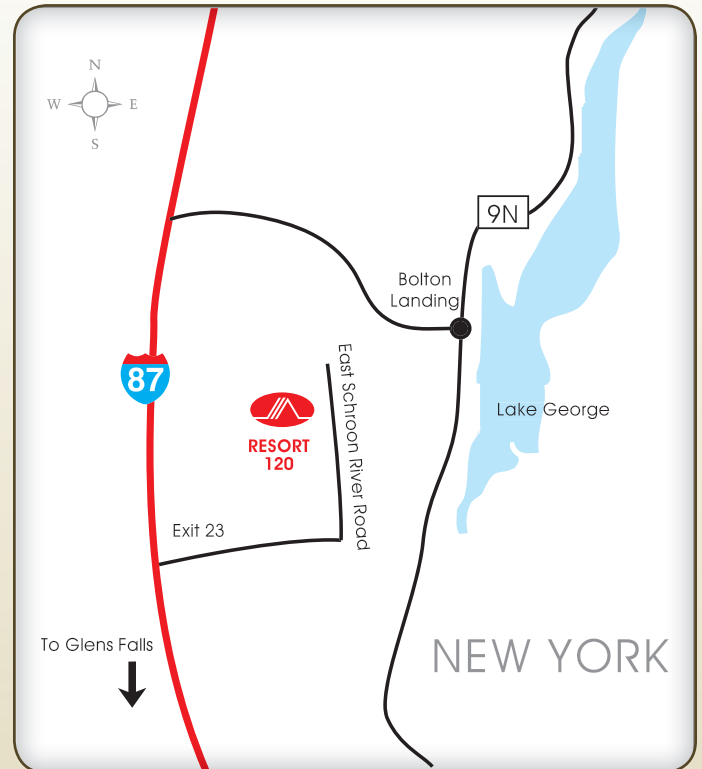 N
W
E
S
9N
Bolton
Landing
87
East Schroon River Road
Lake George
RESORT
120
Exit 23
To Glens Falls
NEW YORK